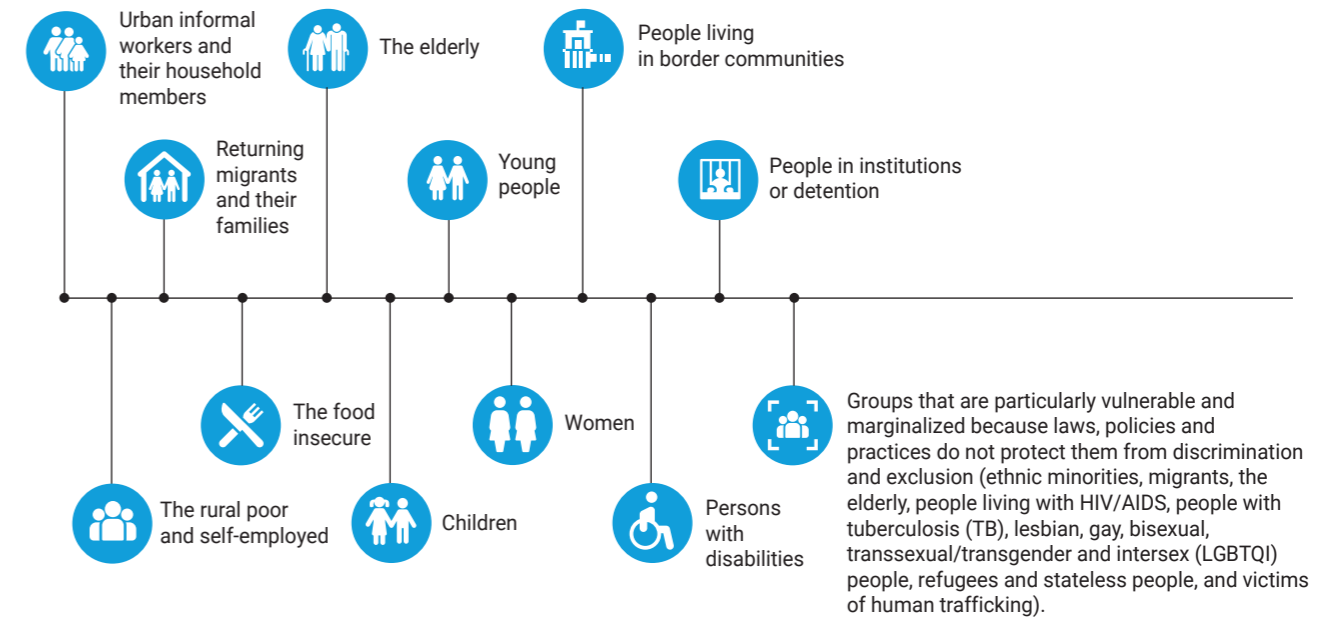 Urban informal
workers and
their household
members
The elderly
People living
in border communities
Returning
migrants
and their
families
Young
people
People in institutions
or detention
The food
insecure
Women
Groups that are particularly vulnerable and
marginalized because laws, policies and
practices do not protect them from discrimination
and exclusion (ethnic minorities, migrants, the
elderly, people living with HIV/AIDS, people with
tuberculosis (TB), lesbian, gay, bisexual,
transsexual/transgender and intersex (LGBTQI)
people, refugees and stateless people, and victims
of human trafficking).
The rural poor
and self-employed
Children
Persons
with
disabilities